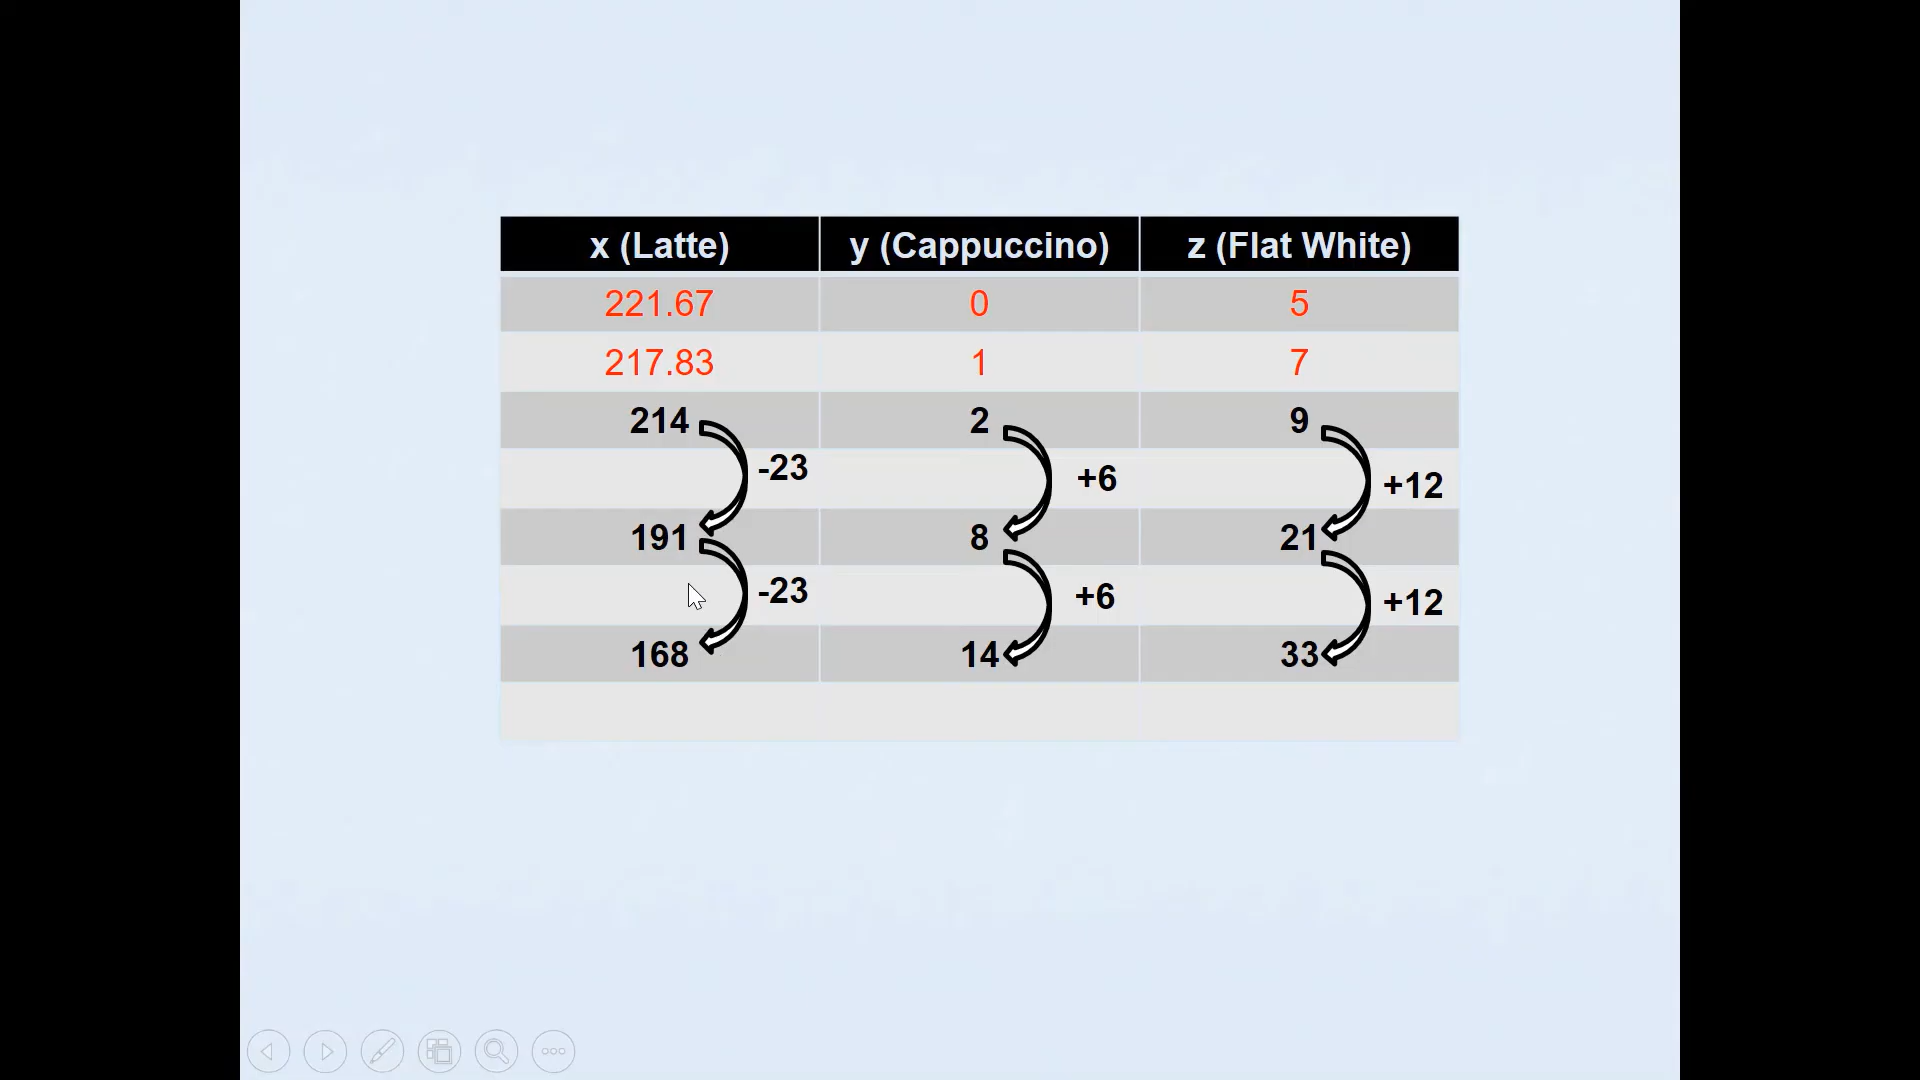 x (Latte) y (Cappuccino) z (Flat White)
221.67 0 5
217.83 1 7
214 2 9
-23 +6 +12
191 8 21
-23 +6 +12
168 14 33